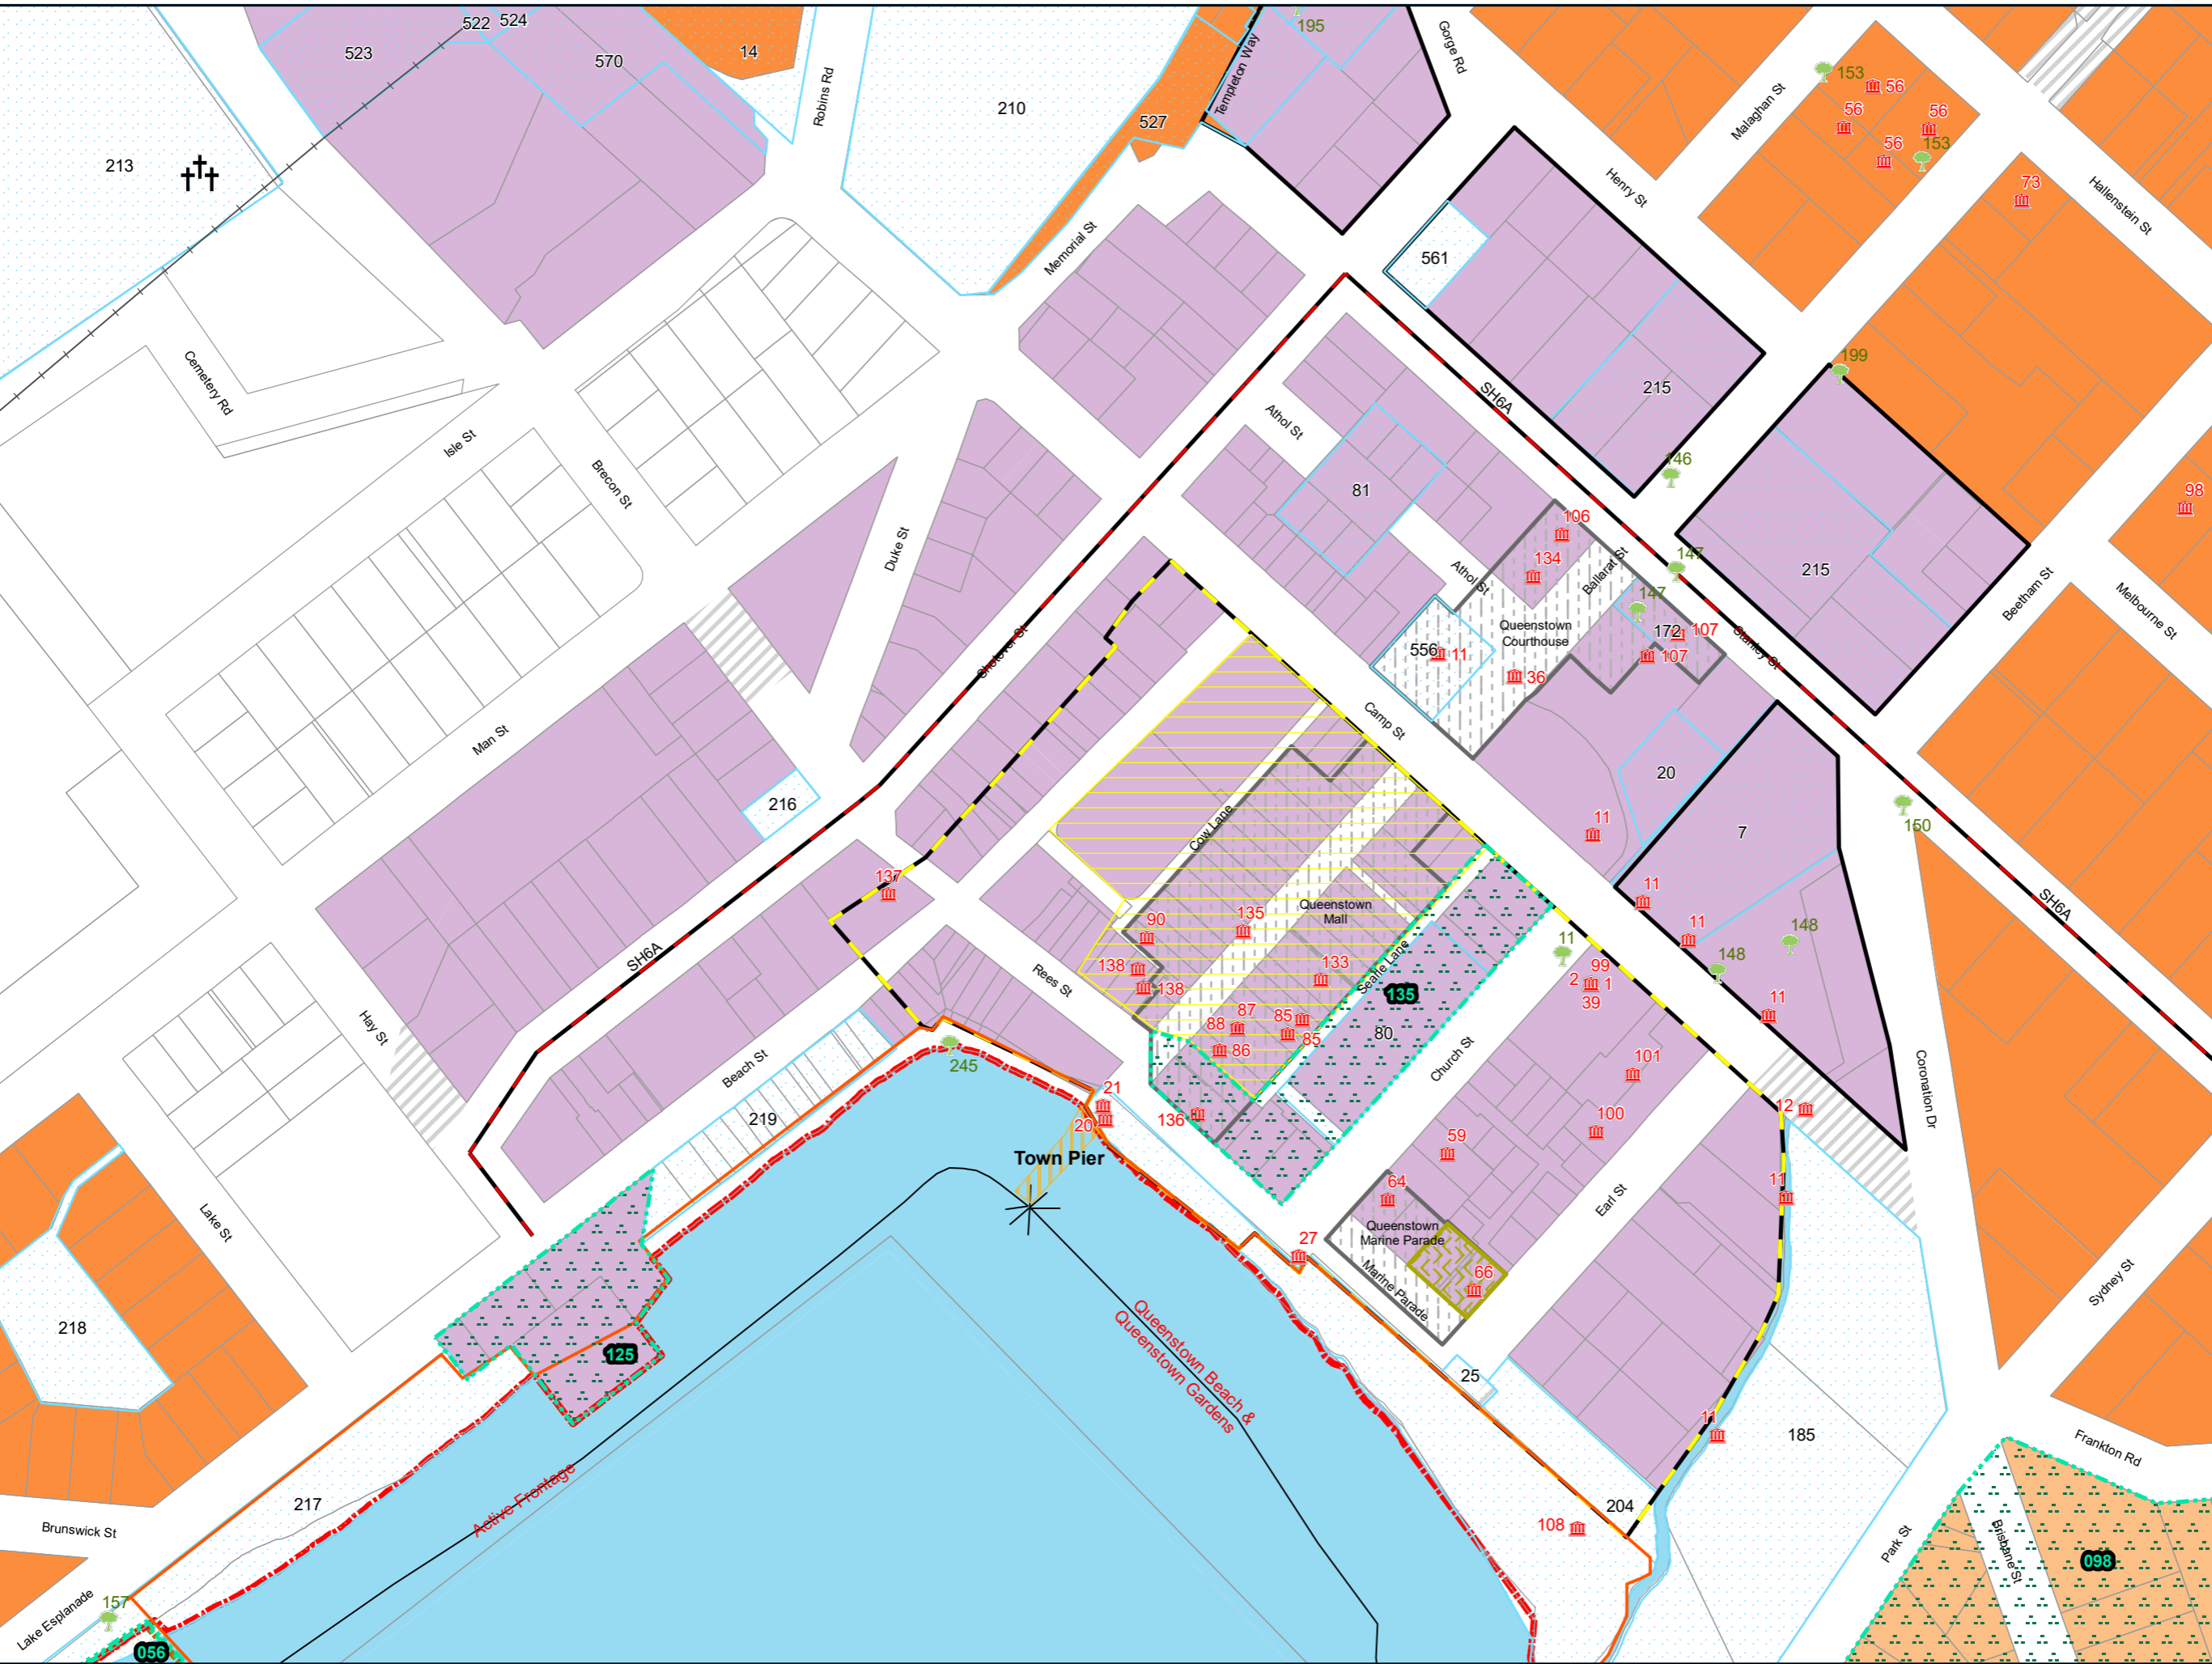 522
524
195
523
570
14
Robins Rd
210
527
Templeton Way
Gorge Rd
153
56
56
56
56
153
Malaghan St
73
Hallenstein St
213
Memorial St
561
Henry St
Cemetery Rd
Isle St
Brecon St
Athol St
SH6A
215
199
146
98
Duke St
81
106
134
Athol St
Ballarat St
147
147
215
Beetham St
Melbourne St
Queenstown
Courthouse
556
11
36
172
107
107
Stanley St
Shotover St
Man St
Camp St
20
216
7
150
11
Cow Lane
137
SH6A
SH6A
Hay St
Rees St
90
135
138
138
Queenstown
Mall
133
Searle Lane
135
80
87
88
86
85
85
11
99
2
1
39
11
11
148
148
11
Beach St
245
219
21
20
136
Church St
101
100
12
Coronation Dr
Town Pier
59
64
Queenstown
Marine Parade
66
Marine Parade
Earl St
11
27
Lake St
218
125
Queenstown Beach &
Queenstown Gardens
25
Sydney St
11
185
Frankton Rd
217
Active Frontage
204
108
Brunswick St
Park St
Brisbane St
098
Lake Esplanade
157
056